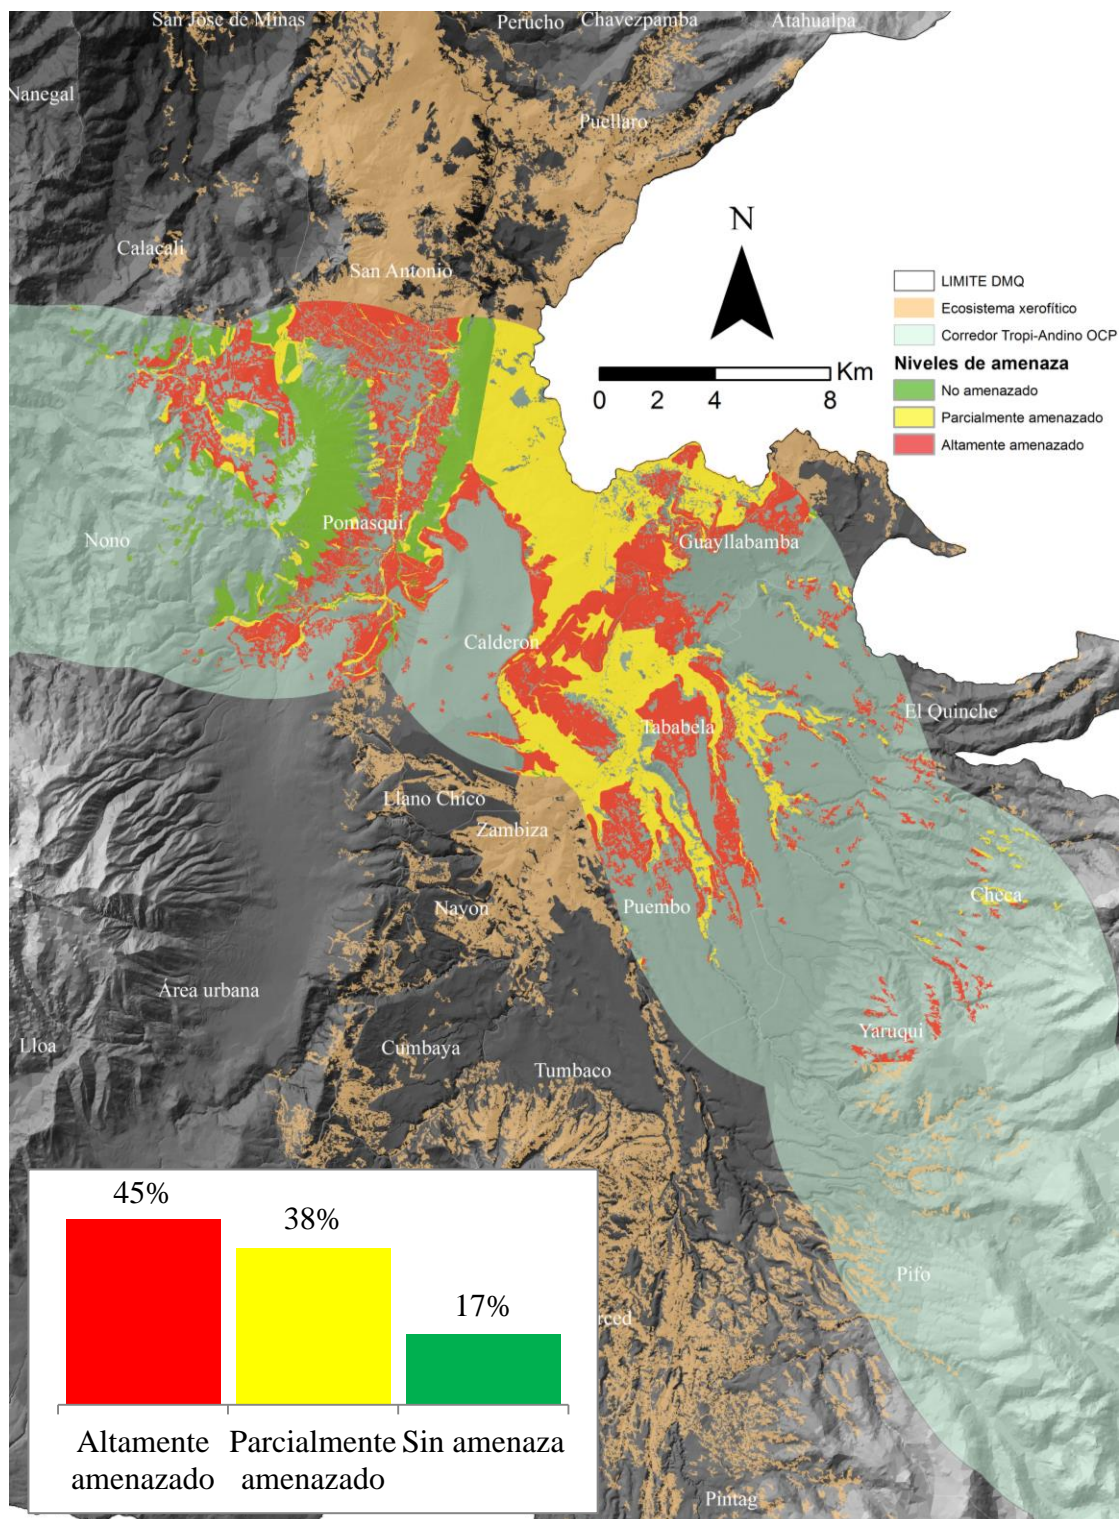 San Jose de Minas
Perucho
Chavezpamba
Atahualpa
Nanegal
Puellaro
Calacali
San Antonio
N
Km
0 2 4 8
LIMITE DMQ
Ecosistema xerofítico
Corredor Tropi-Andino OCP
Niveles de amenaza
No amenazado
Parcialmente amenazado
Altamente amenazado
Pomasqui
Nono
Guayllabamba
Calderon
Tababela
El Quinche
Llano Chico
Zambiza
Nayon
Puembo
Checa
Area urbana
Lloa
Cumbaya
Yaruqui
Tumbaco
Pifo
rced
Pintag
45%
38%
17%
Altamente
amenazado
Parcialmente
amenazado
Sin amenaza